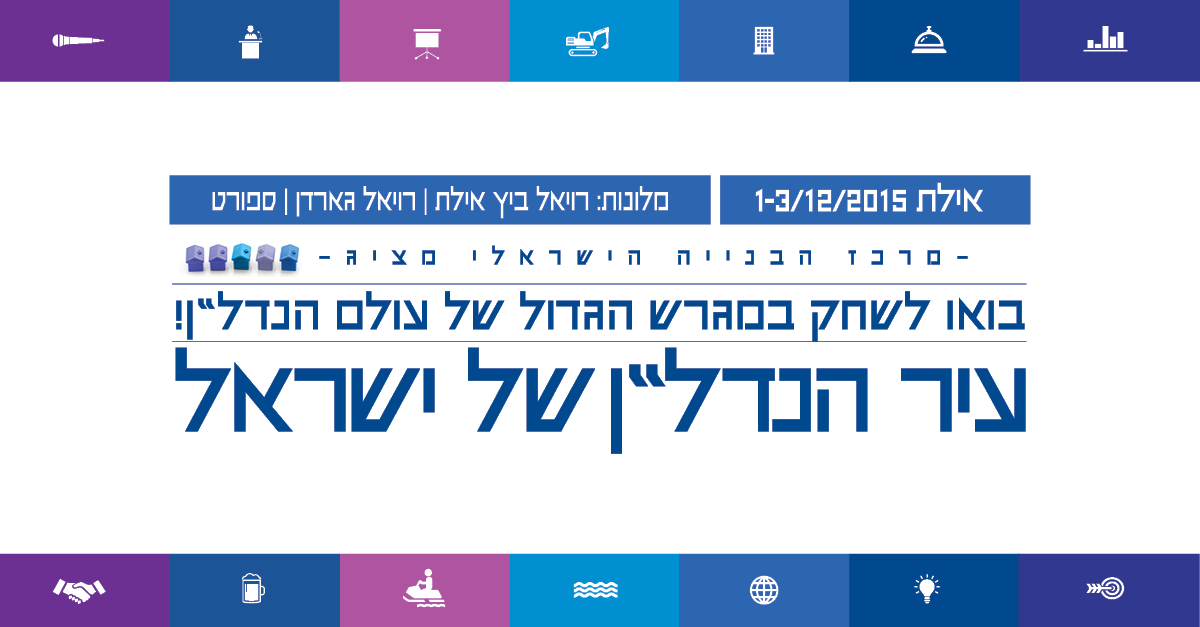 אילת 1-3/12/2015
מלונות: רויאל ביץ אילת | רויאל גארדן | ספורט
- מרכז הבנייה הישראלי מציג -
בואו לשחק במגרש הגדול של עולם הנדל"ן!
עיר הנדל"ן של ישראל